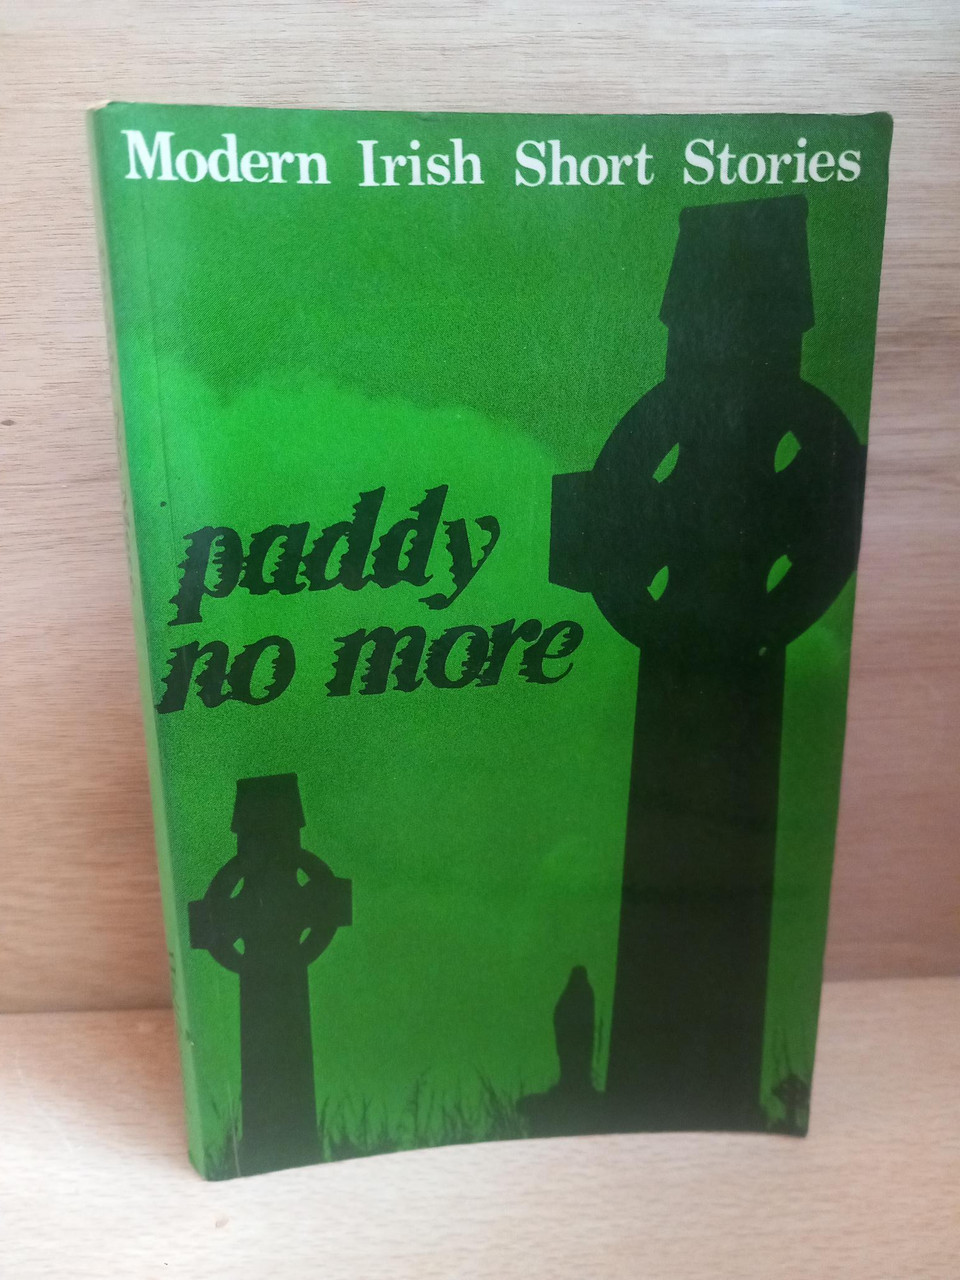 Modern Irish Short Stories
paddy
no more